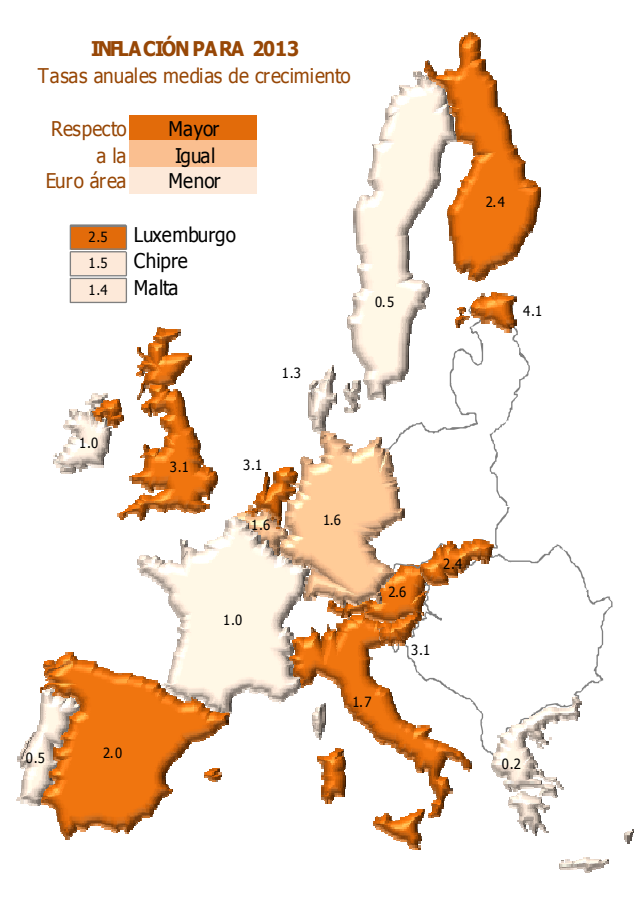 INFLACIÓN PARA 2013
Tasas anuales medias de crecimiento
Respecto Mayor
a la Igual
Euro área Menor
2.5 Luxemburgo
1.5 Chipre
1.4 Malta
2.4
0.5
4.1
1.3
1.0
3.1
3.1
1.6
1.6
2.4
2.6
1.0
3.1
1.7
0.5
2.0
0.2